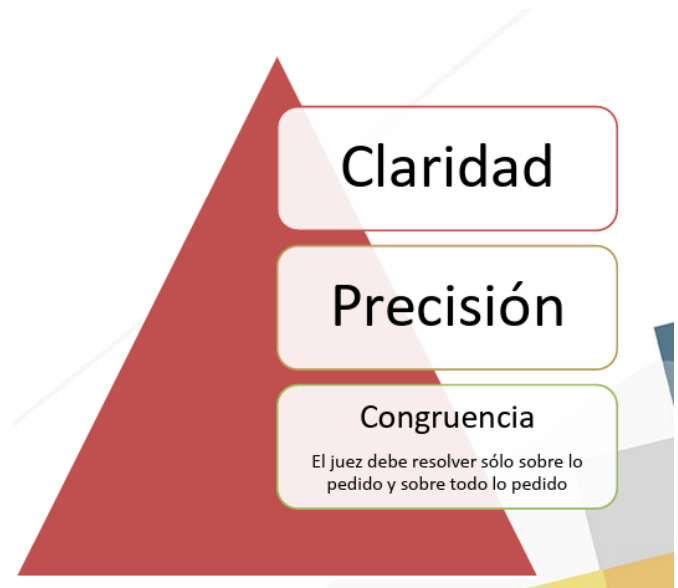 Claridad
Precisión
Congruencia
El juez debe resolver sólo sobre lo
pedido y sobre todo lo pedido